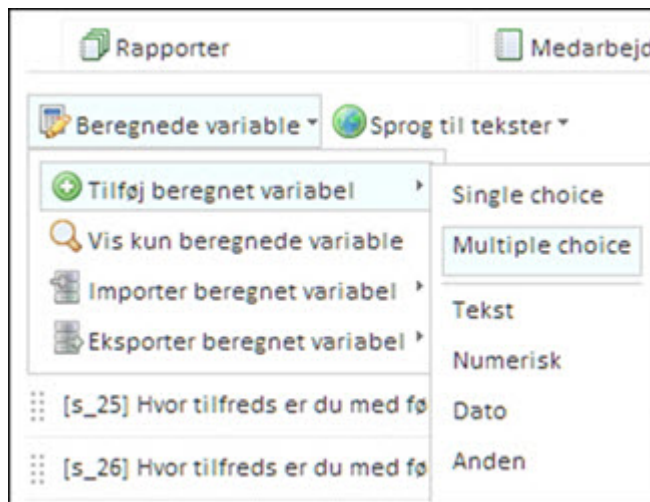 Rapporter
Medarbejd
Beregnede variable
Sprog til tekster
Tilføj beregnet variabel
Vis kun beregnede variable
Importer beregnet variabel
Eksporter beregnet variabel
Single choice
Multiple choice
Tekst
Numerisk
Dato
Anden
[s_25] Hvor tilfreds er du med fø
[s_26] Hvor tilfreds er du med fø